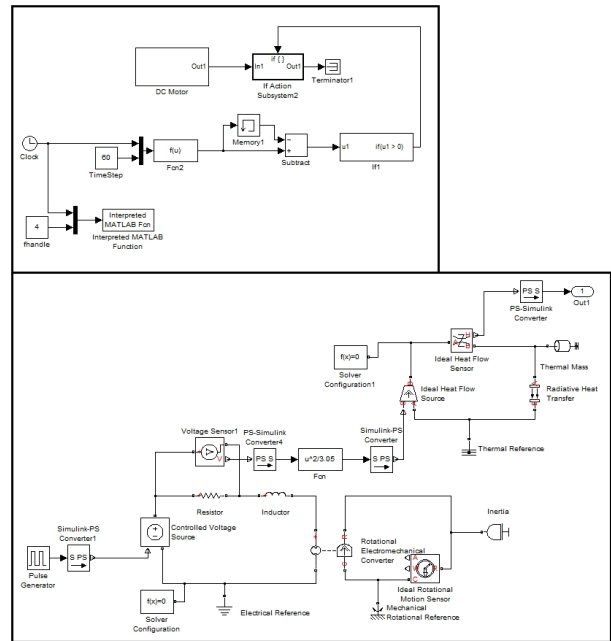 if { }
Out1
In1
Out1
DC Motor
If Action
Subsystem2
Terminator1
Clock
60
TimeStep
f(u)
Fcn2
Memory1
Subtract
u1
if(u1 > 0)
If1
4
fhandle
Interpreted
MATLAB Fcn
Interpreted MATLAB
Function
PS S
PS-Simulink
Converter
1
Out1
f(x)=0
Solver
Configuration1
A
H
B
Ideal Heat Flow
Sensor
Thermal Mass
Ideal Heat Flow
Source
Radiative Heat
Transfer
Thermal Reference
Voltage Sensor1
V
PS-Simulink
Converter4
PS S
u^2/3.05
Fcn
Simulink-PS
Converter
S PS
Resistor
Inductor
Simulink-PS
Converter1
S PS
Controlled Voltage
Source
Pulse
Generator
f(x)=0
Solver
Configuration
Electrical Reference
Rotational
Electromechanical
Converter
Inertia
A
W
R
C
Ideal Rotational
Motion Sensor
Mechanical
Rotational Reference